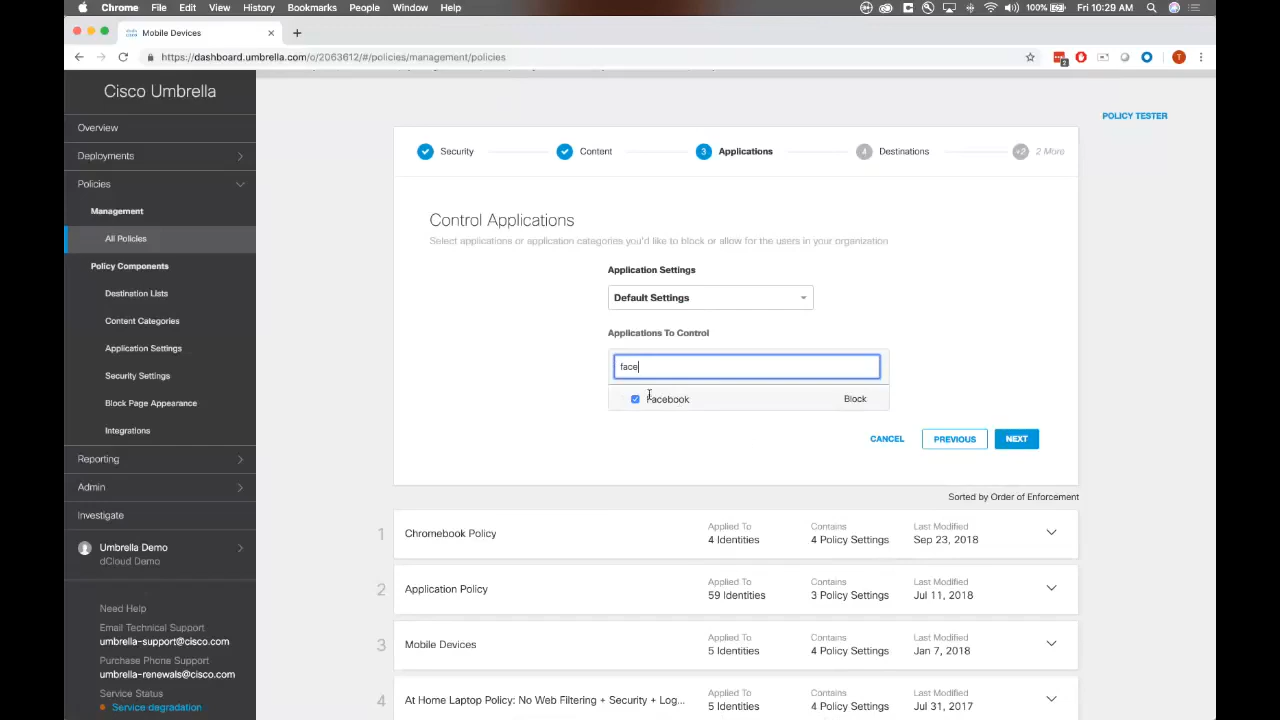 Chrome File Edit View History Bookmarks People Window Help 100% Fri 10:29 AM
Mobile Devices
https://dashboard.umbrella.com/o/2063612/#/policies/management/policies
2
T
Cisco Umbrella
Overview
Deployments
Policies
Management
All Policies
Policy Components
Destination Lists
Content Categories
Application Settings
Security Settings
Block Page Appearance
Integrations
Reporting
Admin
Investigate
Umbrella Demo
dCloud Demo
Need Help
Email Technical Support
umbrella-support@cisco.com
Purchase Phone Support
umbrella-renewals@cisco.com
Service Status
Service degradation
POLICY TESTER
Security Content 3 Applications 4 Destinations +2 2 More
Control Applications
Select applications or application categories you'd like to block or allow for the users in your organization
Application Settings
Default Settings
Applications To Control
face
Facebook Block
CANCEL PREVIOUS NEXT
Sorted by Order of Enforcement
1 Chromebook Policy Applied To 4 Identities Contains 4 Policy Settings Last Modified Sep 23, 2018
2 Application Policy Applied To 59 Identities Contains 3 Policy Settings Last Modified Jul 11, 2018
3 Mobile Devices Applied To 5 Identities Contains 4 Policy Settings Last Modified Jan 7, 2018
4 At Home Laptop Policy: No Web Filtering + Security + Log... Applied To 5 Identities Contains 4 Policy Settings Last Modified Jul 31, 2017